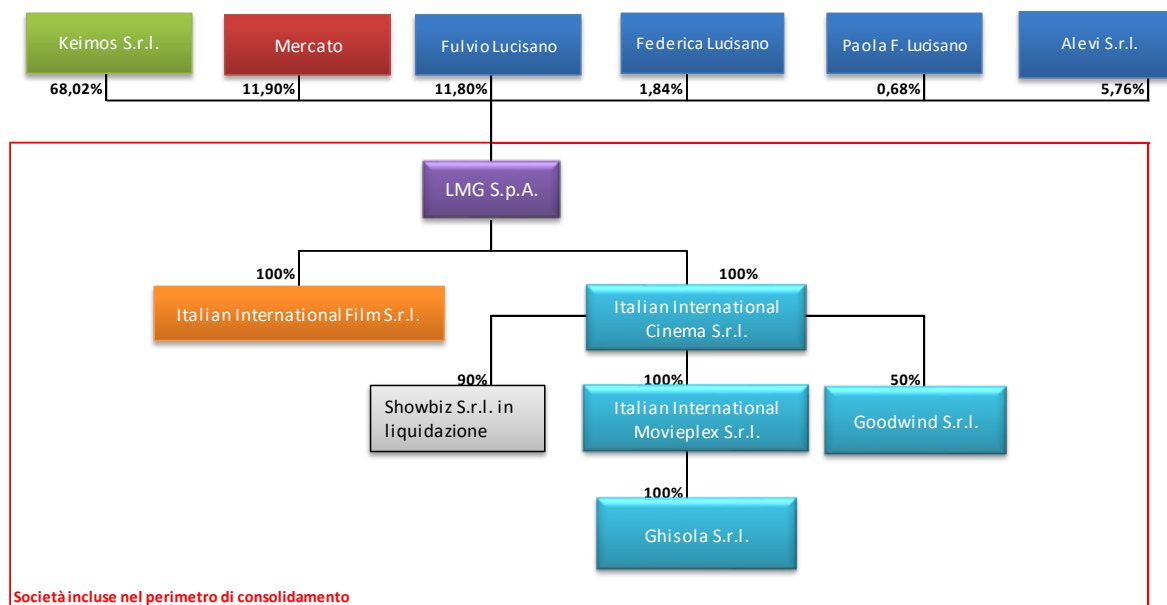 Keimos S.r.l.
Mercato
Fulvio Lucisano
Federica Lucisano
Paola F. Lucisano
Alevi S.r.l.
68,02%
11,90%
11,80%
1,84%
0,68%
5,76%
LMG S.p.A.
100%
100%
Italian International Film S.r.l.
Italian International
Cinema S.r.l.
90%
100%
50%
Showbiz S.r.l. in
liquidazione
Italian International
Movieplex S.r.l.
Goodwind S.r.l.
100%
Ghisola S.r.l.
Società incluse nel perimetro di consolidamento